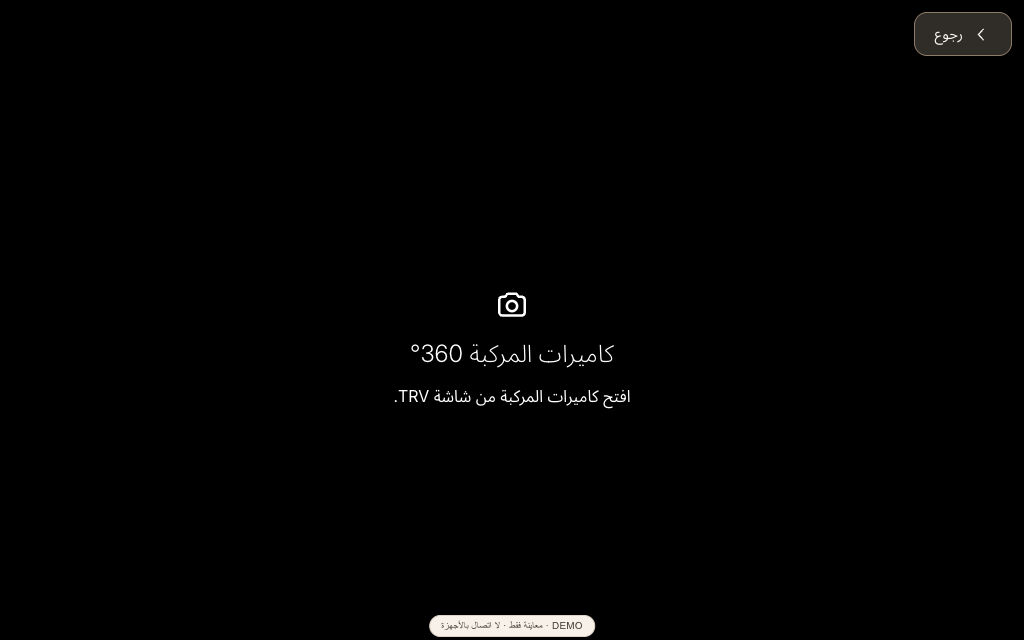 رجوع
كاميرات المركبة 360°
افتح كاميرات المركبة من شاشة TRV.
DEMO · معاينة فقط · لا اتصال بالأجهزة